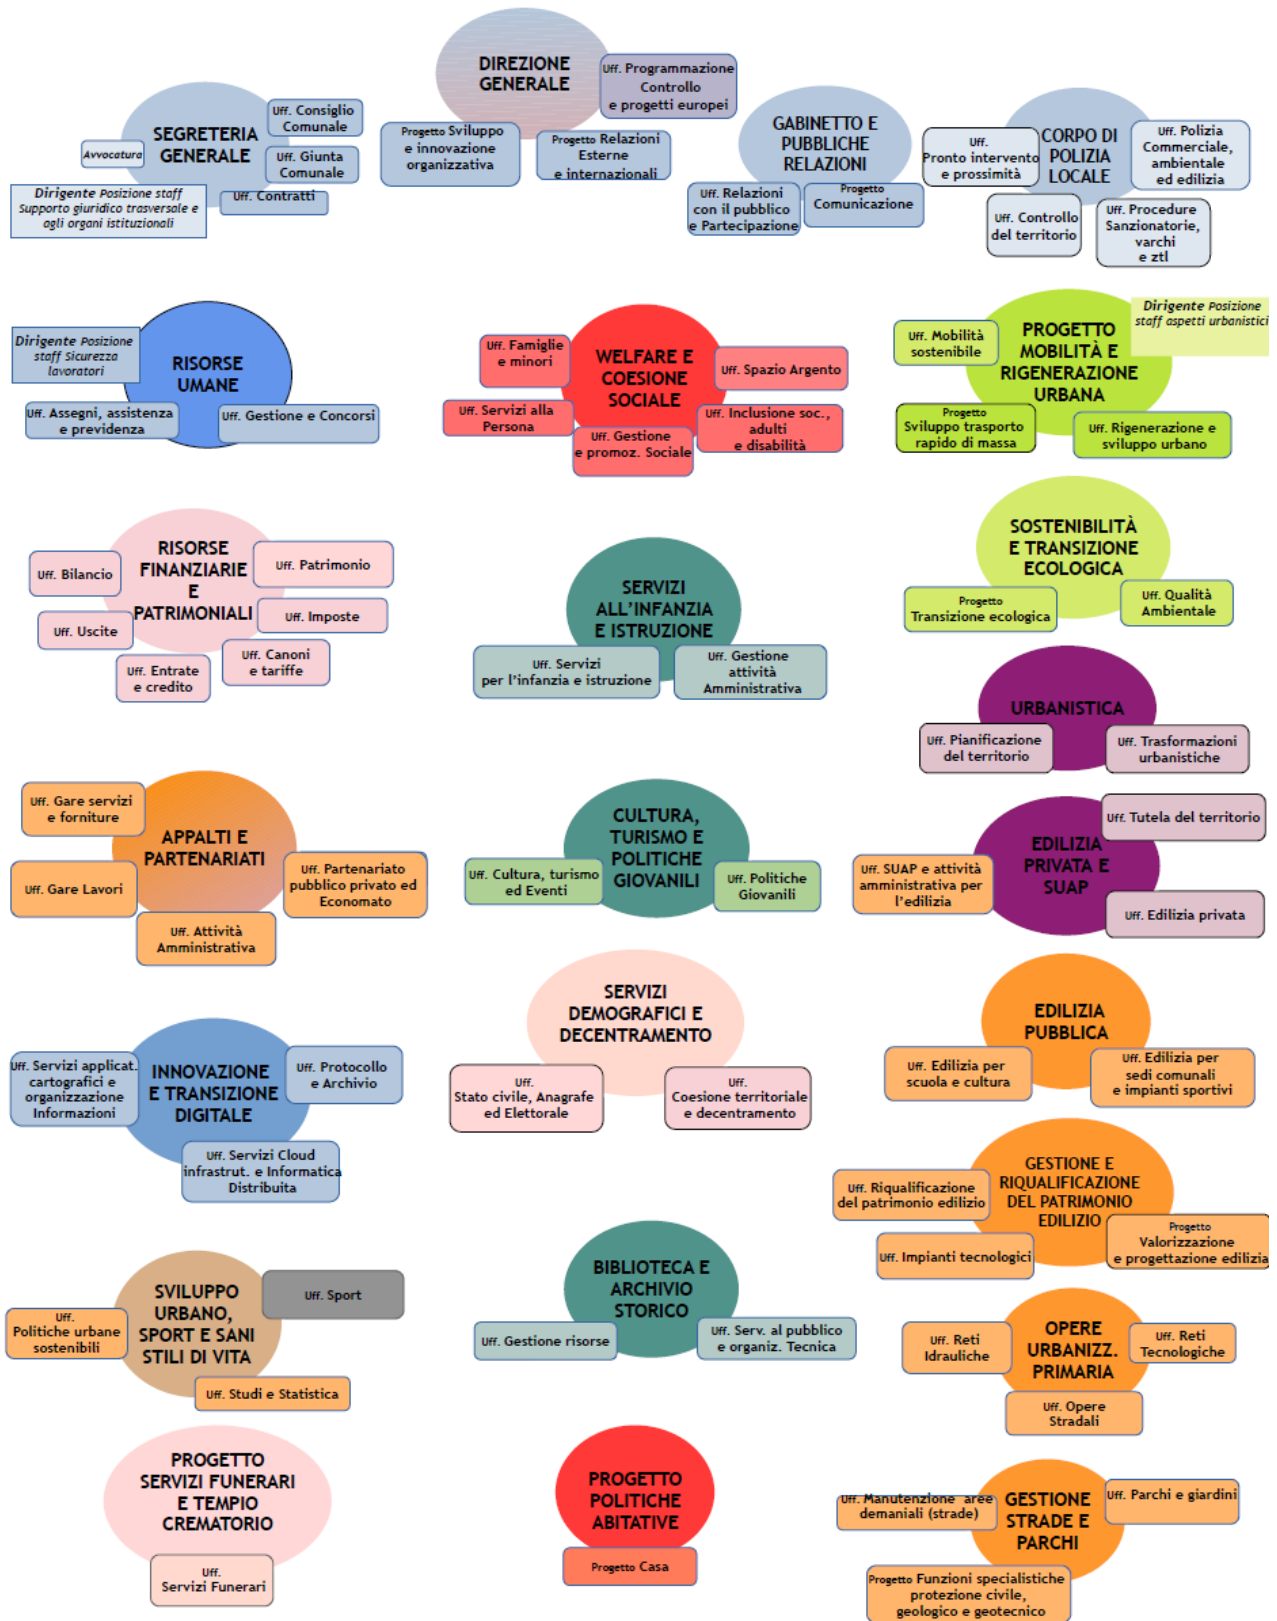 DIREZIONE
GENERALE
Uff. Programmazione
Controllo
e progetti europei
Progetto Sviluppo
e innovazione
organizzativa
Progetto Relazioni
Esterne
e internazionali
SEGRETERIA
GENERALE
Uff. Consiglio
Comunale
Avvocatura
Uff. Giunta
Comunale
Uff. Contratti
Dirigente Posizione staff
Supporto giuridico trasversale e
agli organi istituzionali
GABINETTO E
PUBBLICHE
RELAZIONI
Uff. Relazioni
con il pubblico
e Partecipazione
Progetto
Comunicazione
CORPO DI
POLIZIA
LOCALE
Uff.
Pronto intervento
e prossimità
Uff. Polizia
Commerciale,
ambientale
ed edilizia
Uff. Controllo
del territorio
Uff. Procedure
Sanzionatorie,
varchi
e ztl
RISORSE
UMANE
Dirigente Posizione
staff Sicurezza
lavoratori
Uff. Assegni, assistenza
e previdenza
Uff. Gestione e Concorsi
WELFARE E
COESIONE
SOCIALE
Uff. Famiglie
e minori
Uff. Spazio Argento
Uff. Servizi alla
Persona
Uff. Gestione
e promoz. Sociale
Uff. Inclusione soc.,
adulti
e disabilità
PROGETTO
MOBILITÀ E
RIGENERAZIONE
URBANA
Dirigente Posizione
staff aspetti urbanistici
Uff. Mobilità
sostenibile
Progetto
Sviluppo trasporto
rapido di massa
Uff. Rigenerazione e
sviluppo urbano
RISORSE
FINANZIARIE
E
PATRIMONIALI
Uff. Bilancio
Uff. Patrimonio
Uff. Uscite
Uff. Imposte
Uff. Entrate
e credito
Uff. Canoni
e tariffe
SERVIZI
ALL'INFANZIA
E ISTRUZIONE
Uff. Servizi
per l'infanzia e istruzione
Uff. Gestione
attività
Amministrativa
SOSTENIBILITÀ
E TRANSIZIONE
ECOLOGICA
Progetto
Transizione ecologica
Uff. Qualità
Ambientale
URBANISTICA
Uff. Pianificazione
del territorio
Uff. Trasformazioni
urbanistiche
APPALTI E
PARTENARIATI
Uff. Gare servizi
e forniture
Uff. Gare Lavori
Uff. Partenariato
pubblico privato ed
Economato
Uff. Attività
Amministrativa
CULTURA,
TURISMO E
POLITICHE
GIOVANILI
Uff. Cultura, turismo
ed Eventi
Uff. Politiche
Giovanili
EDILIZIA
PRIVATA E
SUAP
Uff. Tutela del territorio
Uff. SUAP e attività
amministrativa per
l'edilizia
Uff. Edilizia privata
SERVIZI
DEMOGRAFICI E
DECENTRAMENTO
Uff.
Stato civile, Anagrafe
ed Elettorale
Uff.
Coesione territoriale
e decentramento
EDILIZIA
PUBBLICA
Uff. Edilizia per
scuola e cultura
Uff. Edilizia per
sedi comunali
e impianti sportivi
INNOVAZIONE
E TRANSIZIONE
DIGITALE
Uff. Servizi applicat.
cartografici e
organizzazione
Informazioni
Uff. Protocollo
e Archivio
Uff. Servizi Cloud
infrastrut. e Informatica
Distribuita
GESTIONE E
RIQUALIFICAZIONE
DEL PATRIMONIO
EDILIZIO
Uff. Riqualificazione
del patrimonio edilizio
Uff. Impianti tecnologici
Progetto
Valorizzazione
e progettazione edilizia
SVILUPPO
URBANO,
SPORT E SANI
STILI DI VITA
Uff. Sport
Uff.
Politiche urbane
sostenibili
Uff. Studi e Statistica
BIBLIOTECA E
ARCHIVIO
STORICO
Uff. Gestione risorse
Uff. Serv. al pubblico
e organiz. Tecnica
OPERE
URBANIZZ.
PRIMARIA
Uff. Reti
Idrauliche
Uff. Reti
Tecnologiche
Uff. Opere
Stradali
PROGETTO
SERVIZI FUNERARI
E TEMPIO
CREMATORIO
Uff.
Servizi Funerari
PROGETTO
POLITICHE
ABITATIVE
Progetto Casa
GESTIONE
STRADE E
PARCHI
Uff. Manutenzione aree
demaniali (strade)
Uff. Parchi e giardini
Progetto Funzioni specialistiche
protezione civile,
geologico e geotecnico